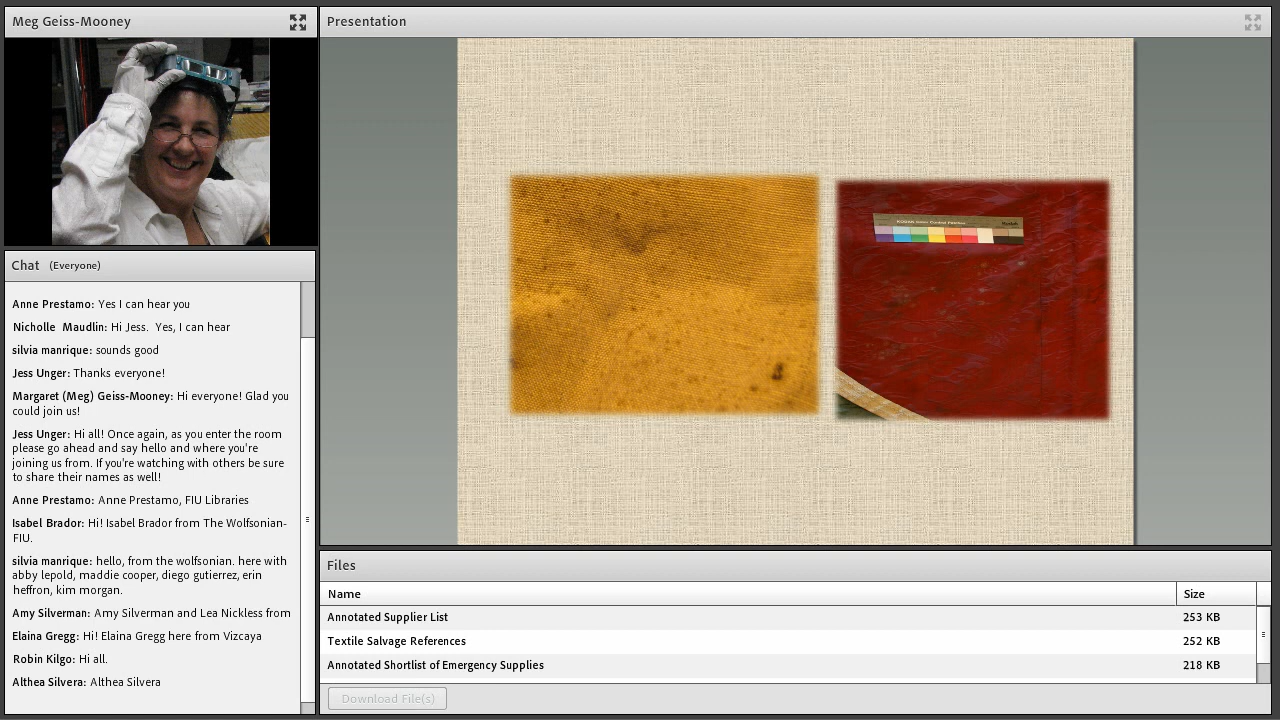 Meg Geiss-Mooney
Chat (Everyone)
Anne Prestamo: Yes I can hear you
Nicholle Maudlin: Hi Jess. Yes, I can hear
silvia manrique: sounds good
Jess Unger: Thanks everyone!
Margaret (Meg) Geiss-Mooney: Hi everyone! Glad you
could join us!
Jess Unger: Hi all! Once again, as you enter the room
please go ahead and say hello and where you're
joining us from. If you're watching with others be sure
to share their names as well!
Anne Prestamo: Anne Prestamo, FIU Libraries
Isabel Brador: Hi! Isabel Brador from The Wolfsonian-
FIU.
silvia manrique: hello, from the wolfsonian. here with
abby lepold, maddie cooper, diego gutierrez, erin
heffron, kim morgan.
Amy Silverman: Amy Silverman and Lea Nickless from
Elaina Gregg: Hi! Elaina Gregg here from Vizcaya
Robin Kilgo: Hi all.
Althea Silvera: Althea Silvera
Presentation
KODAK Color Control Patches Kodak
Files
Name Size
Annotated Supplier List 253 KB
Textile Salvage References 252 KB
Annotated Shortlist of Emergency Supplies 218 KB
Download File(s)